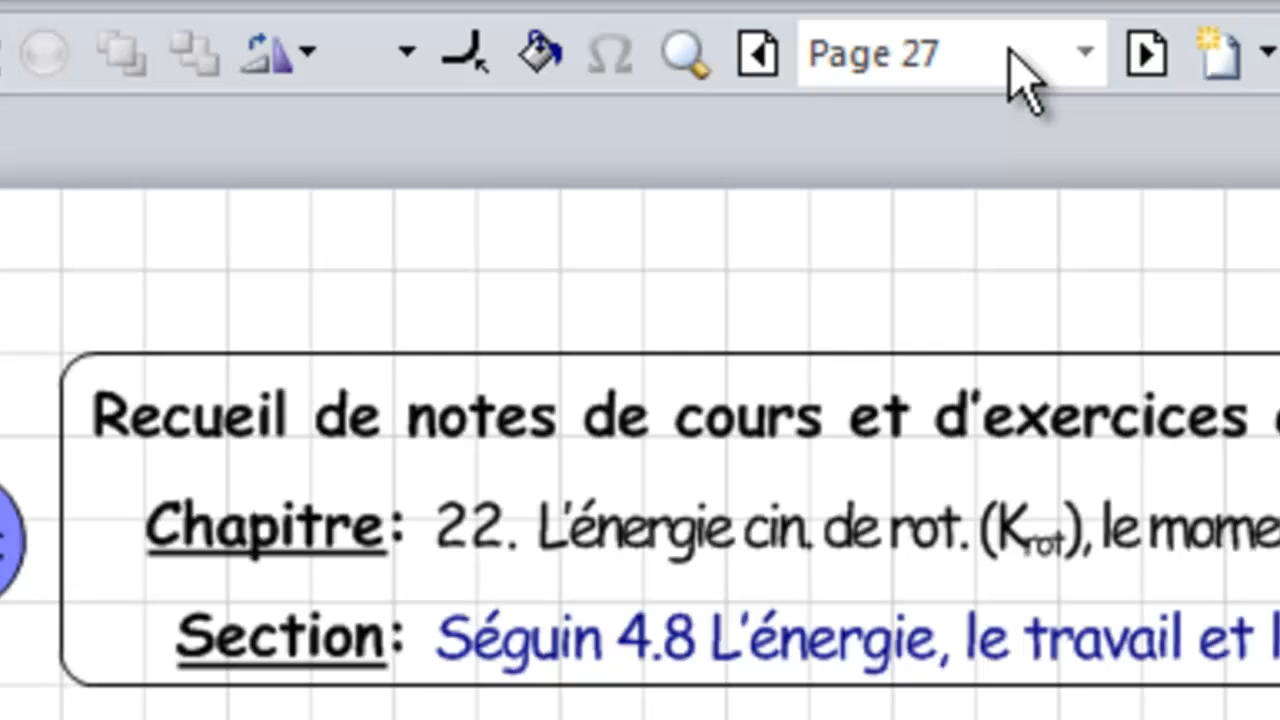 Page 27
Recueil de notes de cours et d'exercices
Chapitre: 22. L'énergie cin. de rot. (Krot), le mome
Section: Séguin 4.8 L'énergie, le travail et l